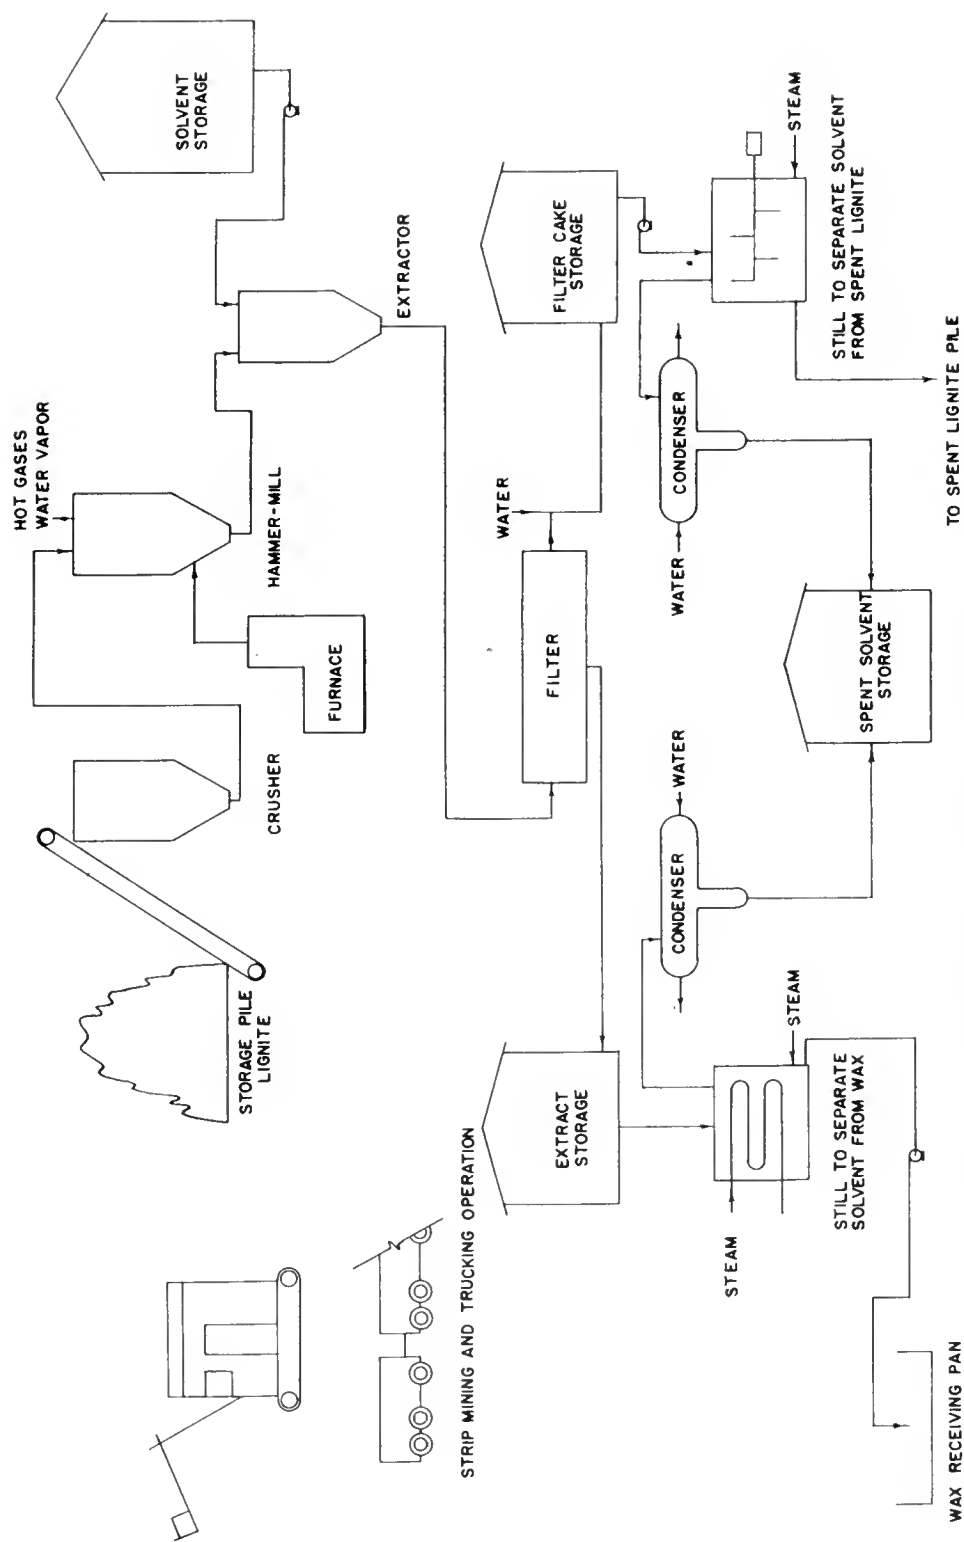 SOLVENT
STORAGE
HOT GASES
WATER VAPOR
HAMMER-MILL
EXTRACTOR
FURNACE
CRUSHER
STORAGE PILE
LIGNITE
STRIP MINING AND TRUCKING OPERATION
FILTER CAKE
STORAGE
WATER
FILTER
EXTRACT
STORAGE
STEAM
STILL TO SEPARATE SOLVENT
FROM SPENT LIGNITE
CONDENSER
WATER
TO SPENT LIGNITE PILE
SPENT SOLVENT
STORAGE
CONDENSER
WATER
STEAM
STEAM
STILL TO SEPARATE
SOLVENT FROM WAX
WAX RECEIVING PAN